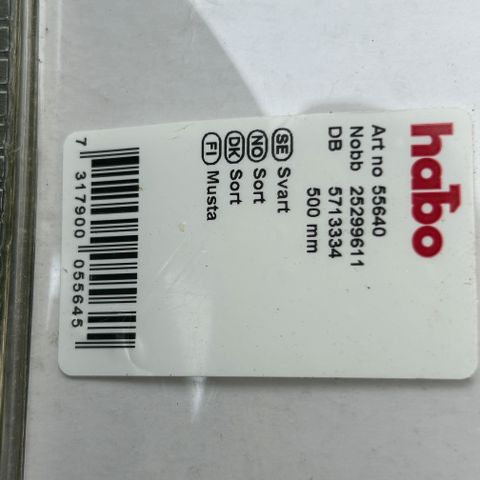 habo
Art no 55640
Nobb 25299611
DB 5713334
500 mm
SE Svart
NO Sort
DK Sort
FI Musta
7 317900 055645